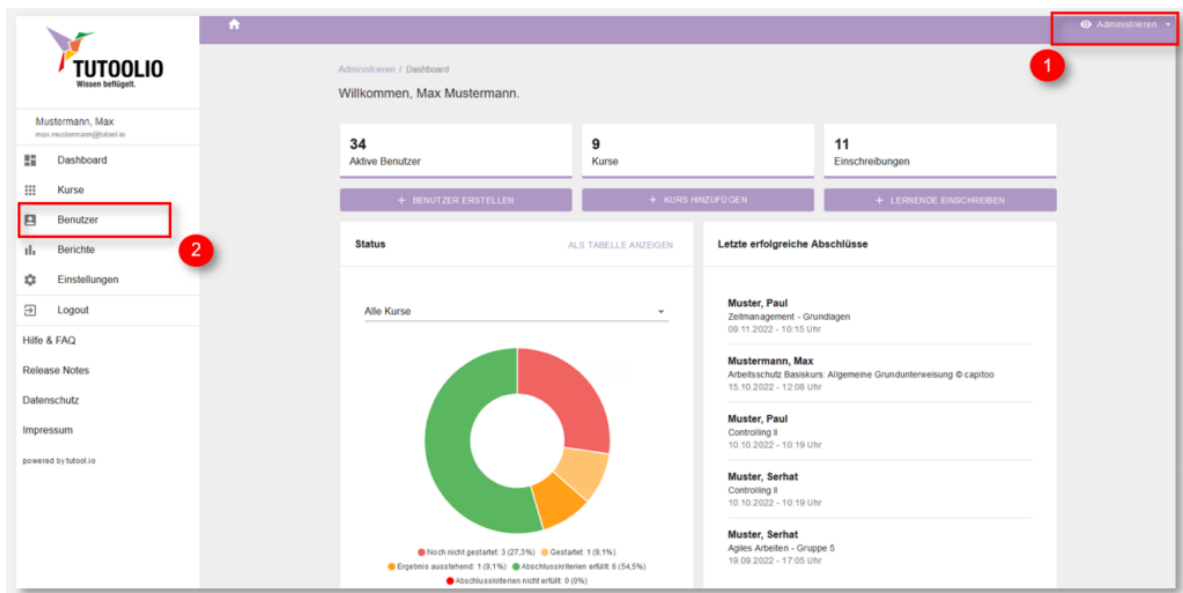 TUTOOLIO
Wissen beflügelt.
Administrieren
1
Mustermann, Max
max.mustermann@tutool.io
Dashboard
Kurse
Benutzer
2
Berichte
Einstellungen
Logout
Hilfe & FAQ
Release Notes
Datenschutz
Impressum
powered by tutool.io
Administrieren / Dashboard
Willkommen, Max Mustermann.
34
Aktive Benutzer
9
Kurse
11
Einschreibungen
+ BENUTZER ERSTELLEN
+ KURS HINZUFÜGEN
+ LERNENDE EINSCHREIBEN
Status
ALS TABELLE ANZEIGEN
Alle Kurse
Noch nicht gestartet: 3 (27,3%) Gestartet: 1 (9,1%)
Ergebnis ausstehend: 1 (9,1%) Abschlusskriterien erfüllt: 6 (54,5%)
Abschlusskriterien nicht erfüllt: 0 (0%)
Letzte erfolgreiche Abschlüsse
Muster, Paul
Zeitmanagement - Grundlagen
09.11.2022 - 10:15 Uhr
Mustermann, Max
Arbeitsschutz Basiskurs: Allgemeine Grundunterweisung © capitoo
15.10.2022 - 12:08 Uhr
Muster, Paul
Controlling II
10.10.2022 - 10:19 Uhr
Muster, Serhat
Controlling II
10.10.2022 - 10:19 Uhr
Muster, Serhat
Agiles Arbeiten - Gruppe 5
19.09.2022 - 17:05 Uhr